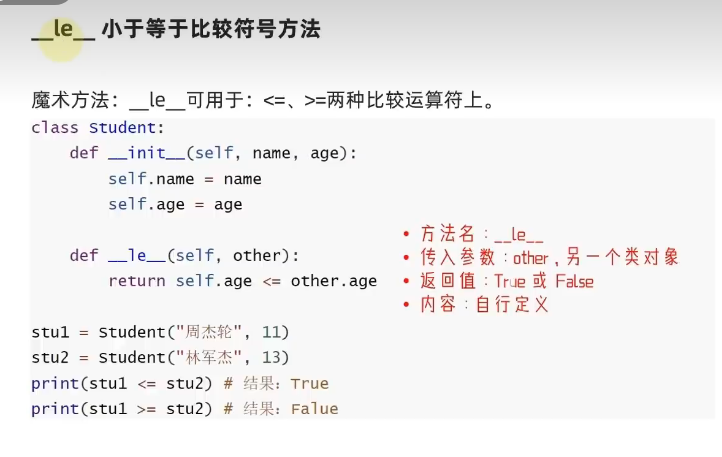 __le__ 小于等于比较符号方法
魔术方法：__le__可用于：<=、>=两种比较运算符上。
class Student:
    def __init__(self, name, age):
        self.name = name
        self.age = age
    def __le__(self, other):
        return self.age <= other.age
• 方法名：__le__
• 传入参数：other，另一个类对象
• 返回值：True 或 False
• 内容：自行定义
stu1 = Student("周杰轮", 11)
stu2 = Student("林军杰", 13)
print(stu1 <= stu2) # 结果：True
print(stu1 >= stu2) # 结果：Falue